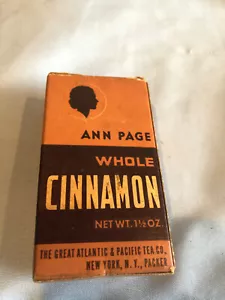 ANN PAGE
WHOLE
CINNAMON
NET WT. 1½ OZ.
THE GREAT ATLANTIC & PACIFIC TEA CO.,
NEW YORK, N. Y., PACKER